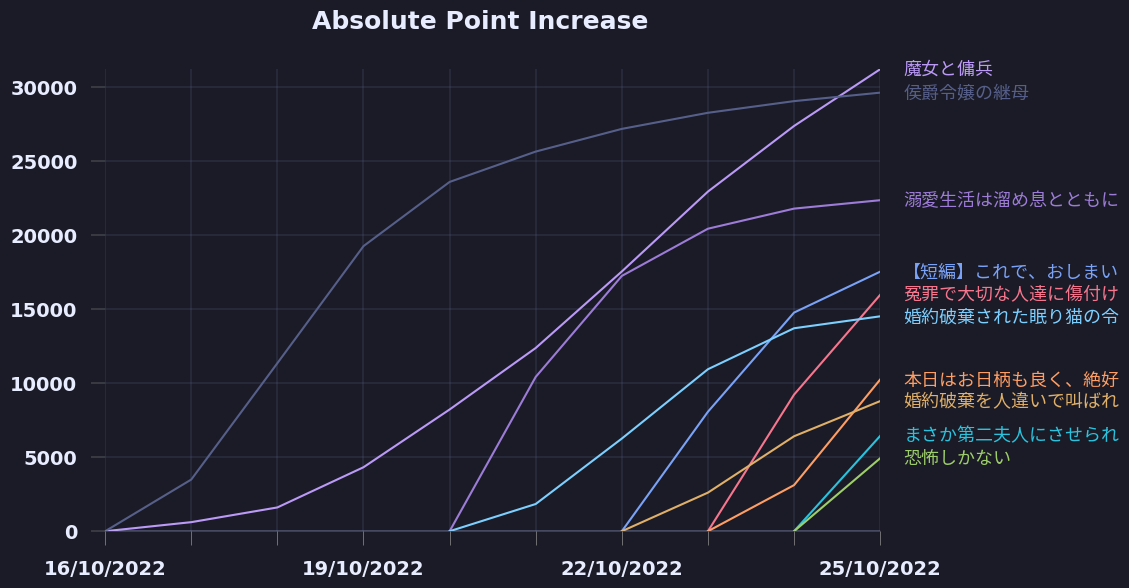 Absolute Point Increase
30000
25000
20000
15000
10000
5000
0
16/10/2022
19/10/2022
22/10/2022
25/10/2022
魔女と傭兵
侯爵令嬢の継母
溺愛生活は溜め息とともに
【短編】これで、おしまい
冤罪で大切な人達に傷付け
婚約破棄された眠り猫の令
本日はお日柄も良く、絶好
婚約破棄を人違いで叫ばれ
まさか第二夫人にさせられ
恐怖しかない